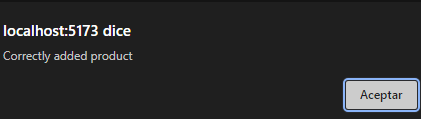 localhost:5173 dice
Correctly added product
Aceptar